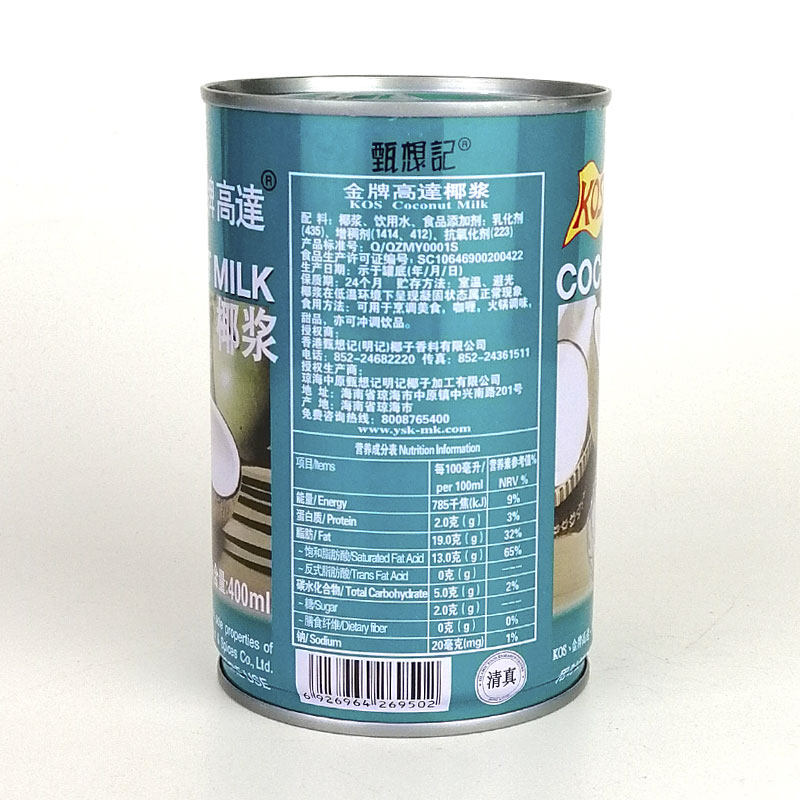 甄想記®
金牌高達椰浆
KOS Coconut Milk
配 料: 椰浆、饮用水、食品添加剂: 乳化剂
(435)、增稠剂(1414、412)、抗氧化剂(223)
产品标准号: Q/QZMY0001S
食品生产许可证编号: SC10646900200422
生产日期: 示于罐底(年/月/日)
保质期: 24个月 贮存方法: 室温、避光
椰浆在低温环境下呈现凝固状态属正常现象
食用方法: 可用于烹调美食, 咖喱, 火锅调味,
甜品, 亦可冲调饮品。
授权商:
香港甄想记(明记)椰子香料有限公司
电话: 852-24682220 传真: 852-24361511
授权生产商:
琼海中原甄想记明记椰子加工有限公司
地 址: 海南省琼海市中原镇中兴南路201号
产 地: 海南省琼海市
免费咨询热线: 8008765400
www.ysk-mk.com
营养成分表 Nutrition Information
项目/Items 每100毫升/ per 100ml 营养素参考值% NRV %
能量/ Energy 785千焦(kJ) 9%
蛋白质/ Protein 2.0克(g) 3%
脂肪/ Fat 19.0克(g) 32%
- 饱和脂肪酸/Saturated Fat Acid 13.0克(g) 65%
- 反式脂肪酸/Trans Fat Acid 0克(g) ---
碳水化合物/ Total Carbohydrate 5.0克(g) 2%
- 糖/Sugar 2.0克(g) ---
- 膳食纤维/Dietary fiber 0克(g) 0%
钠/ Sodium 20毫克(mg) 1%
6 926964 269502
清真
牌高達®
MILK
椰浆
量:400ml
properties of
Spices Co., Ltd.
USE
KOS
COC
KOS、金牌高